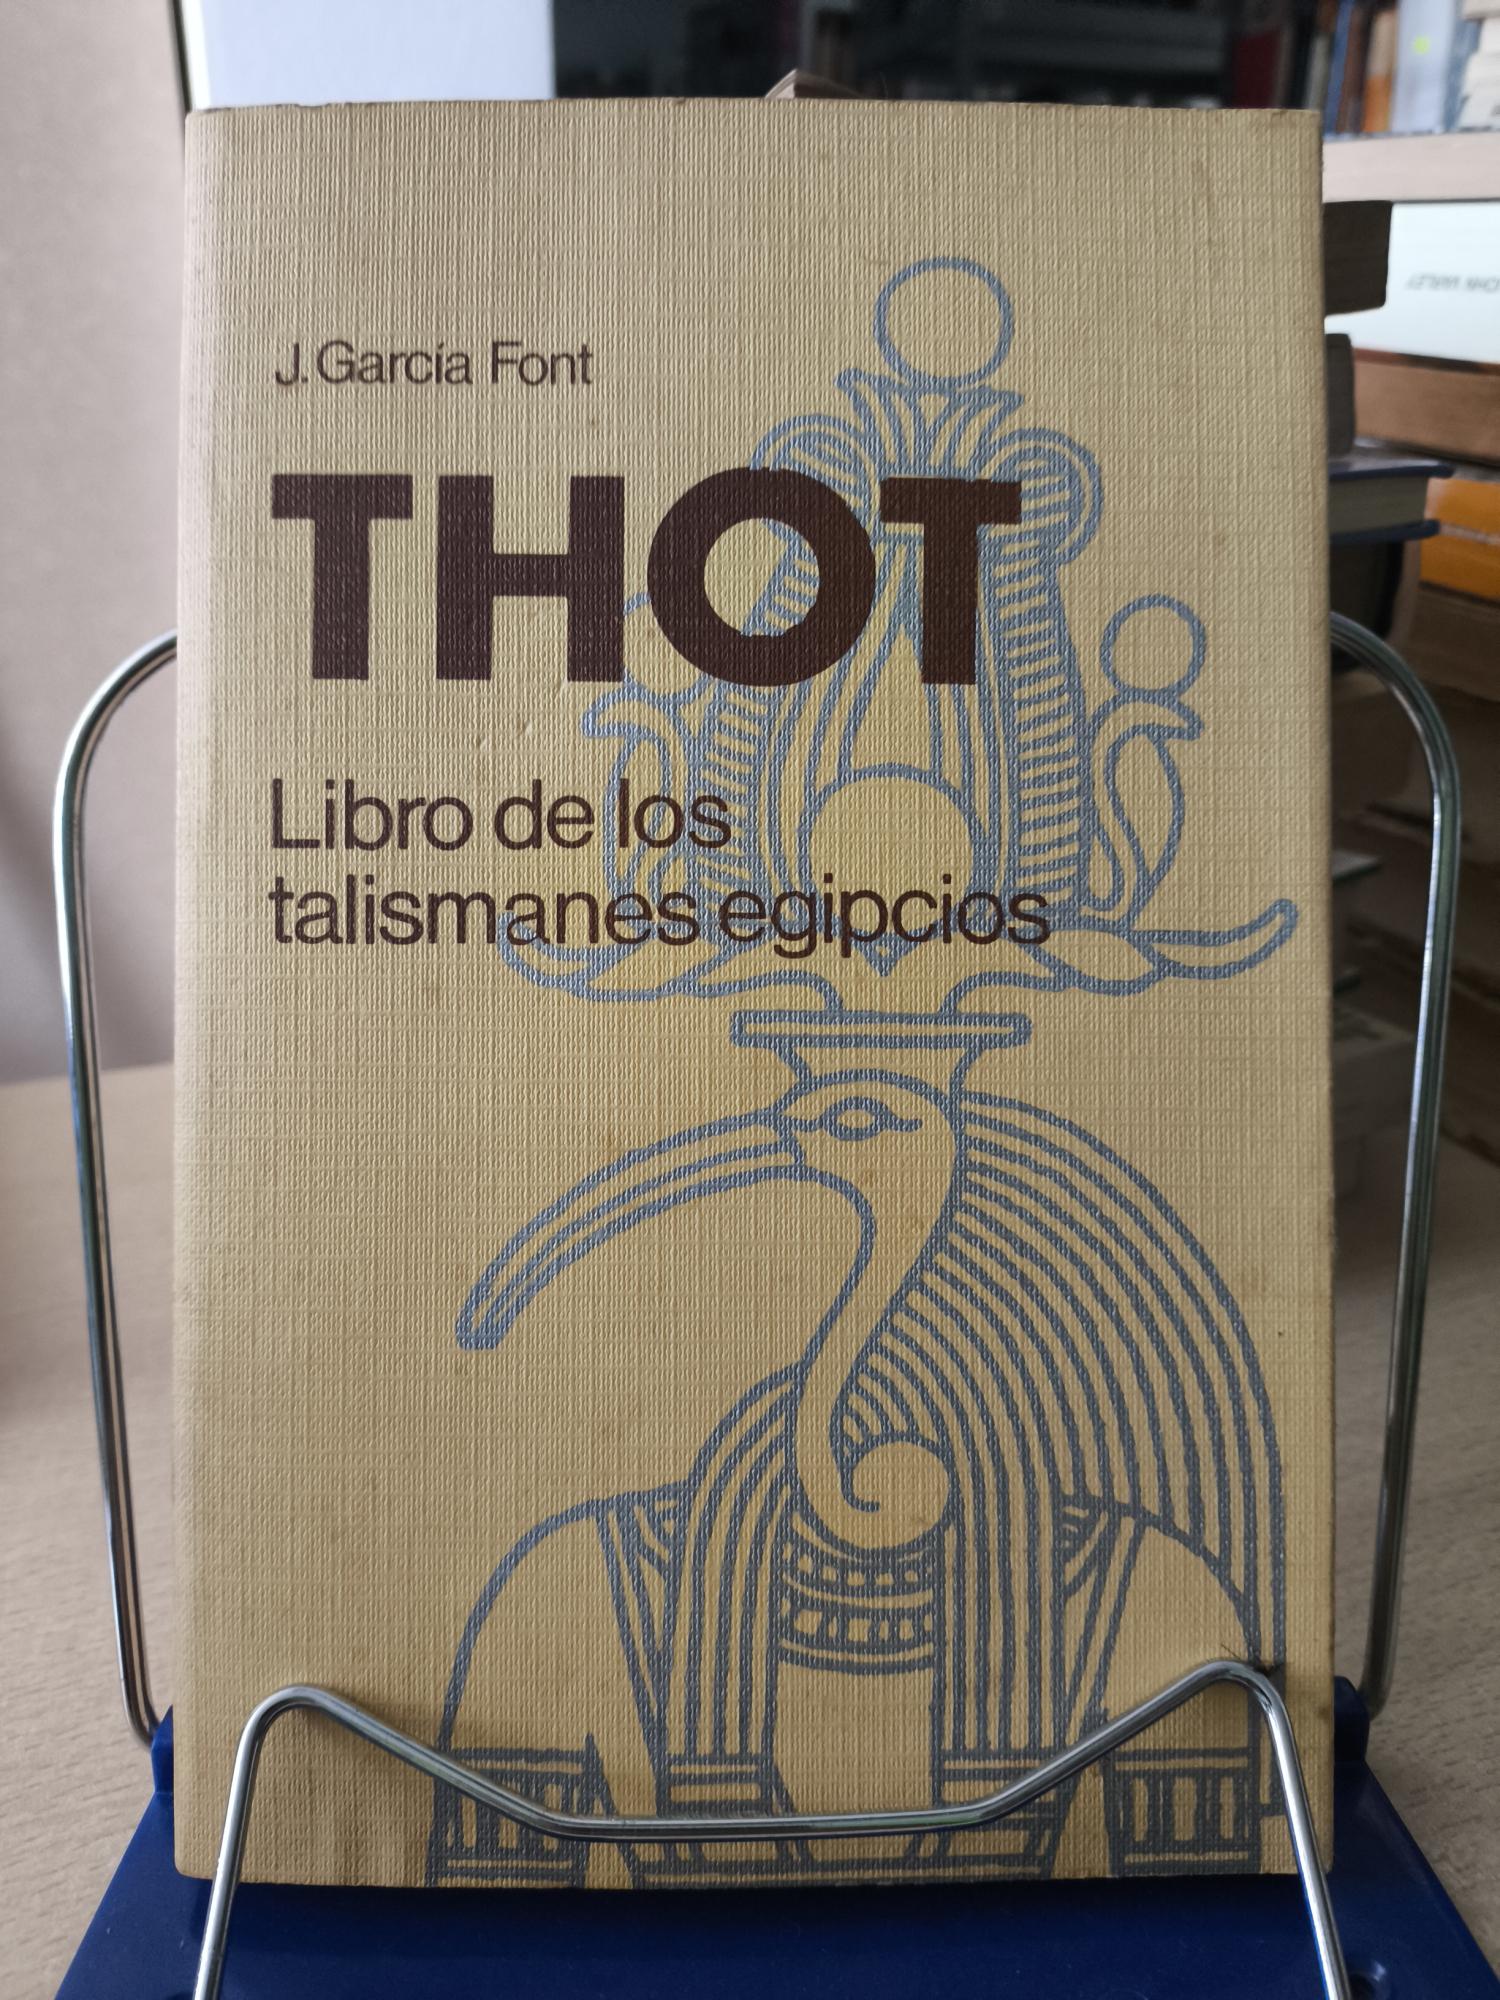 J. García Font
THOT
Libro de los
talismanes egipcios